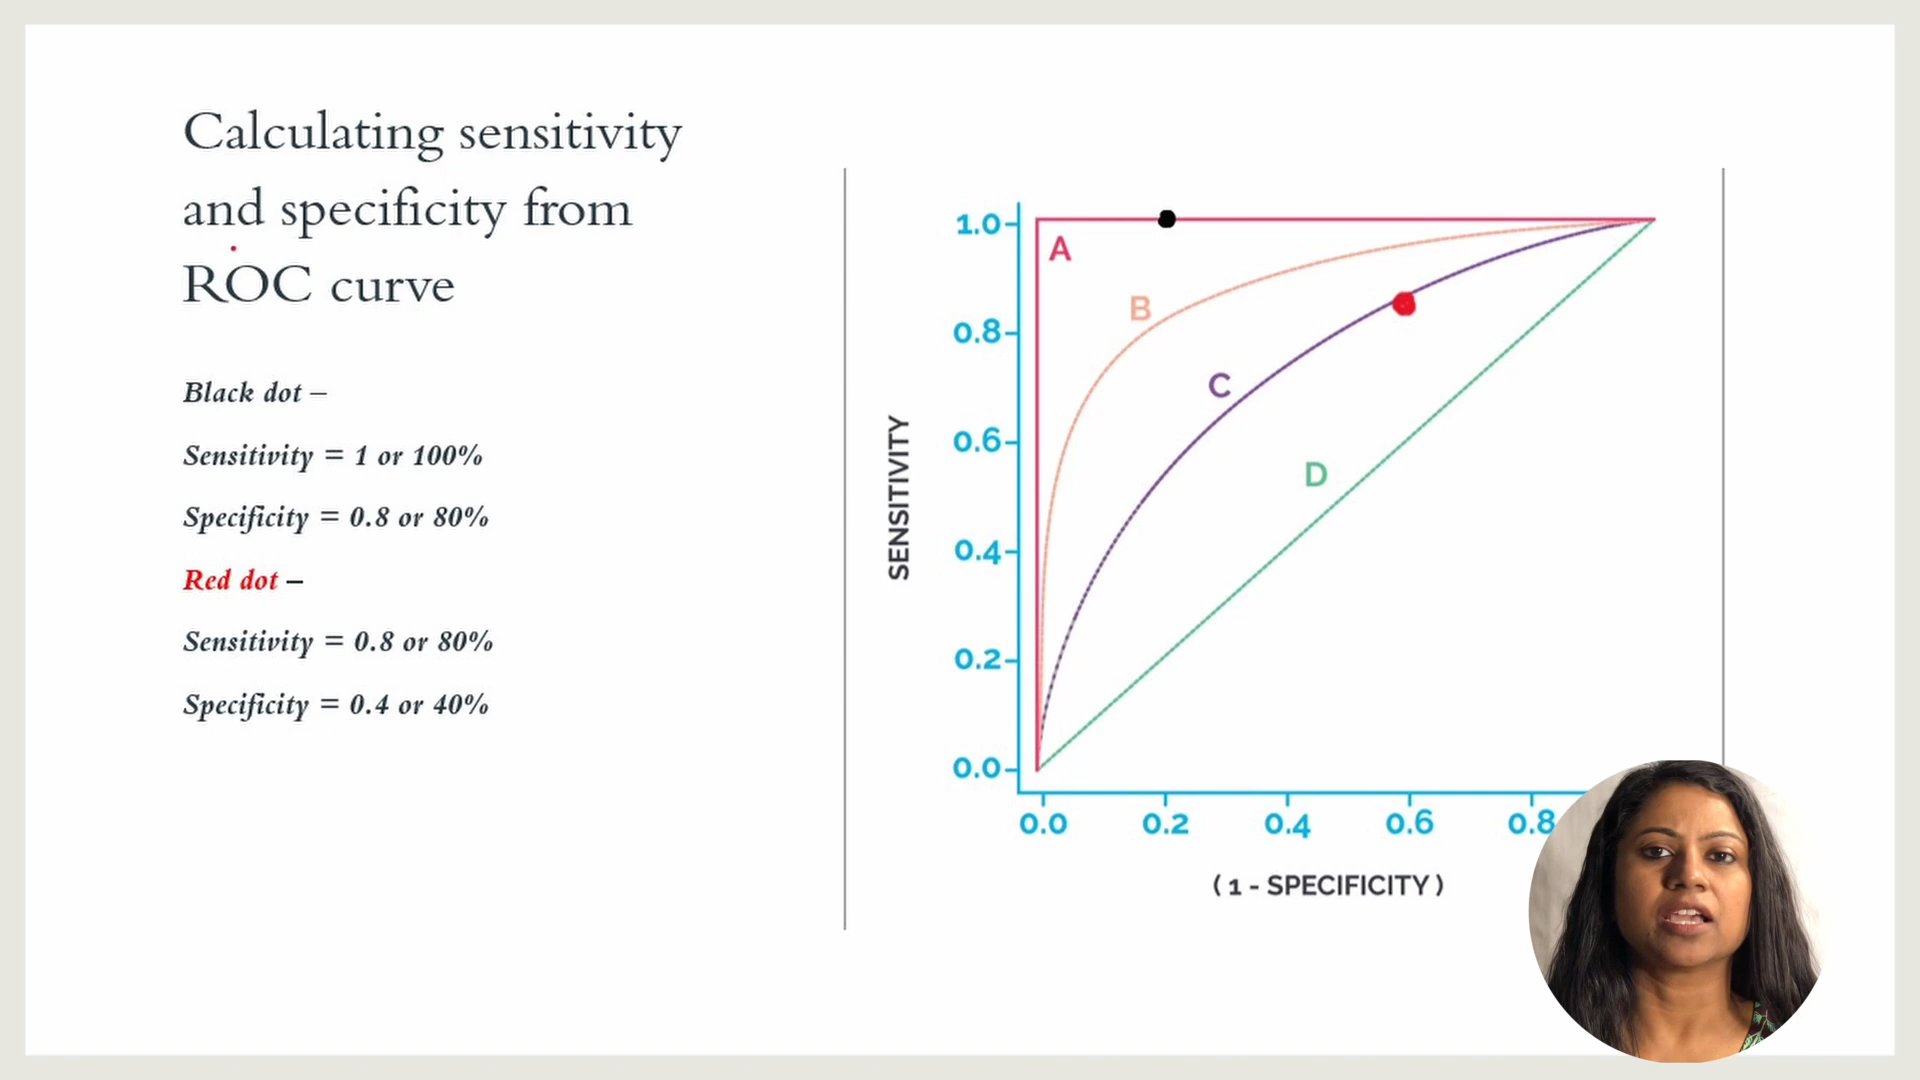 Calculating sensitivity
and specificity from
ROC curve
Black dot –
Sensitivity = 1 or 100%
Specificity = 0.8 or 80%
Red dot –
Sensitivity = 0.8 or 80%
Specificity = 0.4 or 40%
SENSITIVITY
1.0
0.8
0.6
0.4
0.2
0.0
A
B
C
D
0.0 0.2 0.4 0.6 0.8
( 1 - SPECIFICITY )